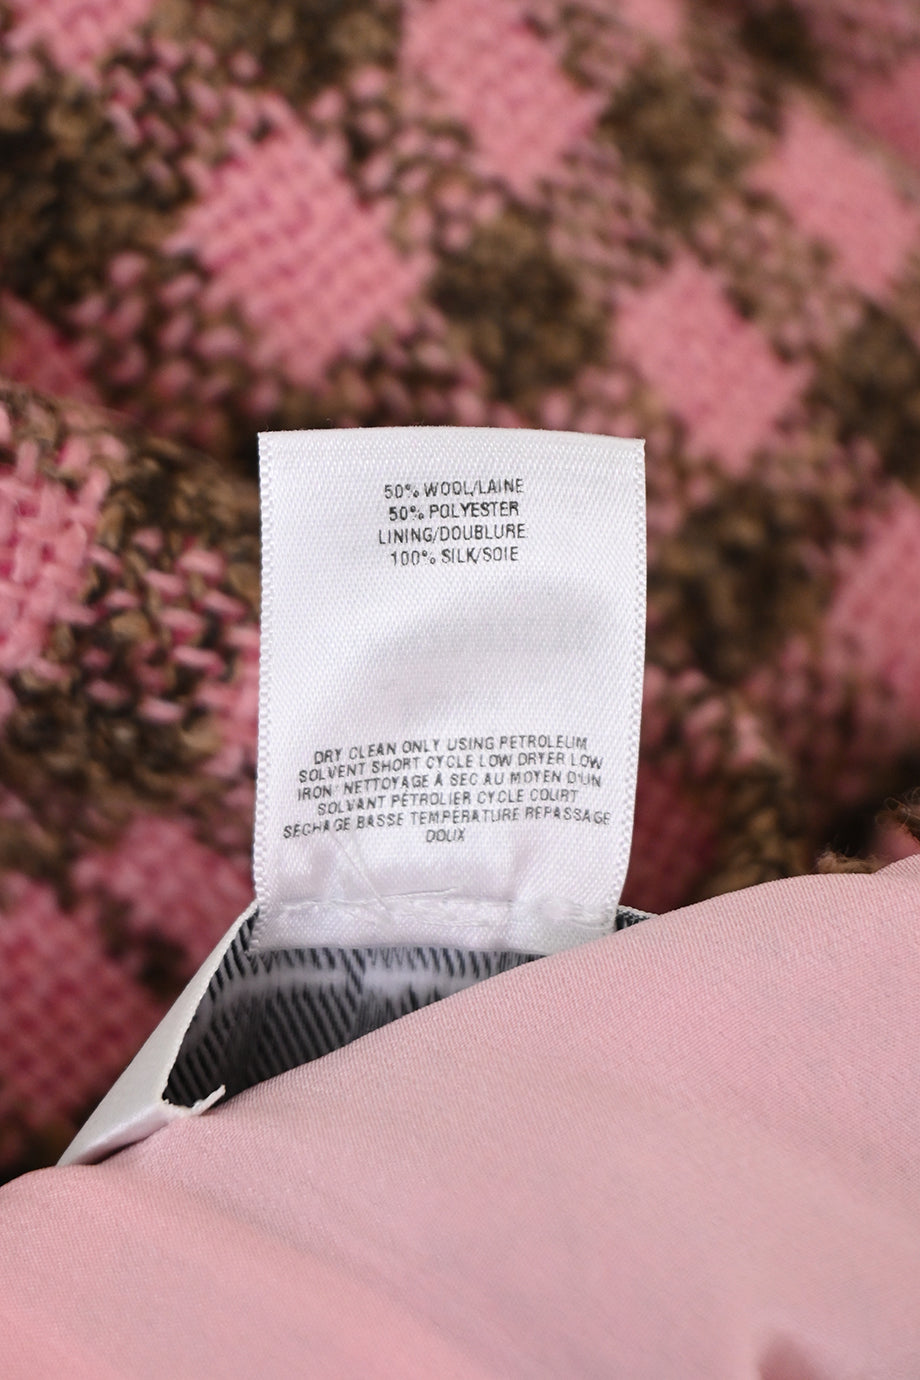 50% WOOL/LAINE
50% POLYESTER
LINING/DOUBLURE
100% SILK/SOIE
DRY CLEAN ONLY USING PETROLEUM
SOLVENT SHORT CYCLE LOW DRYER LOW
IRON NETTOYAGE À SEC AU MOYEN D'UN
SOLVANT PÉTROLIER CYCLE COURT
SÉCHAGE BASSE TEMPÉRATURE REPASSAGE
DOUX